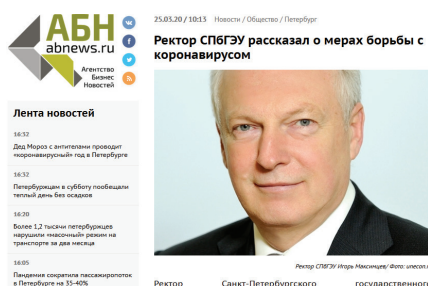 АБН
abnews.ru
Агентство
Бизнес
Новостей
25.03.20 / 10:13 Новости / Общество / Петербург
Ректор СПбГЭУ рассказал о мерах борьбы с
коронавирусом
Лента новостей
16:32
Дед Мороз с антителами проводит
«коронавирусный» год в Петербурге
16:32
Петербуржцам в субботу пообещали
теплый день без осадков
16:20
Более 1,2 тысячи петербуржцев
нарушили «масочный» режим на
транспорте за два месяца
16:05
Пандемия сократила пассажиропоток
в Петербурге на 35-40%
Ректор СПбГЭУ Игорь Максимцев/ Фото: unecon.r
Ректор Санкт-Петербургского государственного